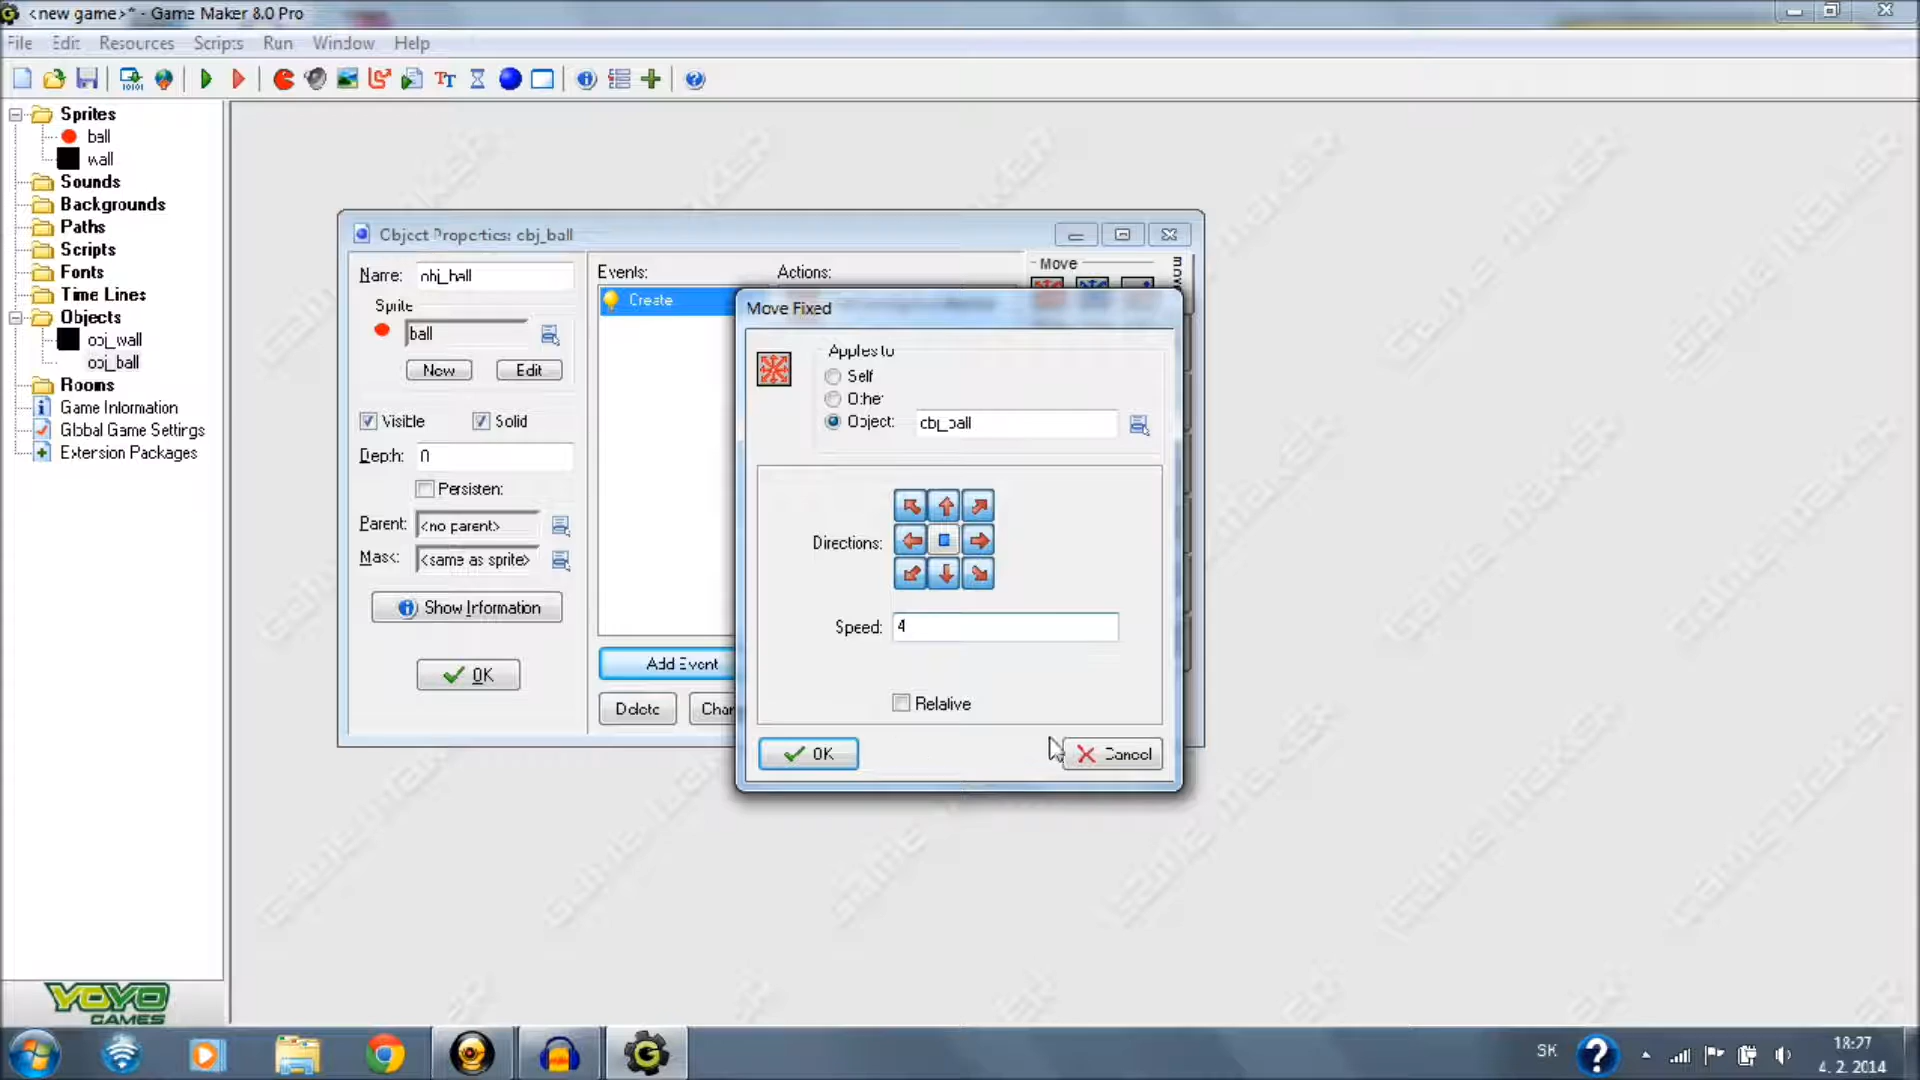 <new game>* - Game Maker 8.0 Pro
File Edit Resources Scripts Run Window Help
Sprites
ball
wall
Sounds
Backgrounds
Paths
Scripts
Fonts
Time Lines
Objects
obj_wall
obj_ball
Rooms
Game Information
Global Game Settings
Extension Packages
Object Properties: obj_ball
Name: obj_ball
Sprite
ball
New Edit
Visible Solid
Depth: 0
Persistent
Parent: <no parent>
Mask: <same as sprite>
Show Information
OK
Events:
Create
Add Event
Delete Chan
Actions:
Move
Move Fixed
Applies to
Self
Other
Object: obj_ball
Directions:
Speed: 4
Relative
OK Cancel
YOYO
GAMES
SK
18:27
4. 2. 2014